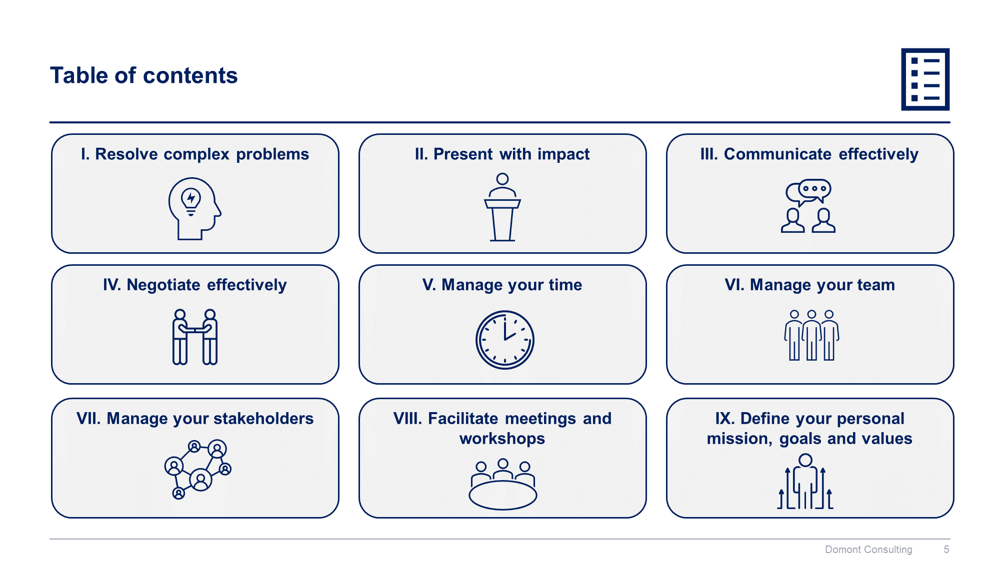 Table of contents
I. Resolve complex problems
II. Present with impact
III. Communicate effectively
IV. Negotiate effectively
V. Manage your time
VI. Manage your team
VII. Manage your stakeholders
VIII. Facilitate meetings and
workshops
IX. Define your personal
mission, goals and values
Domont Consulting
5